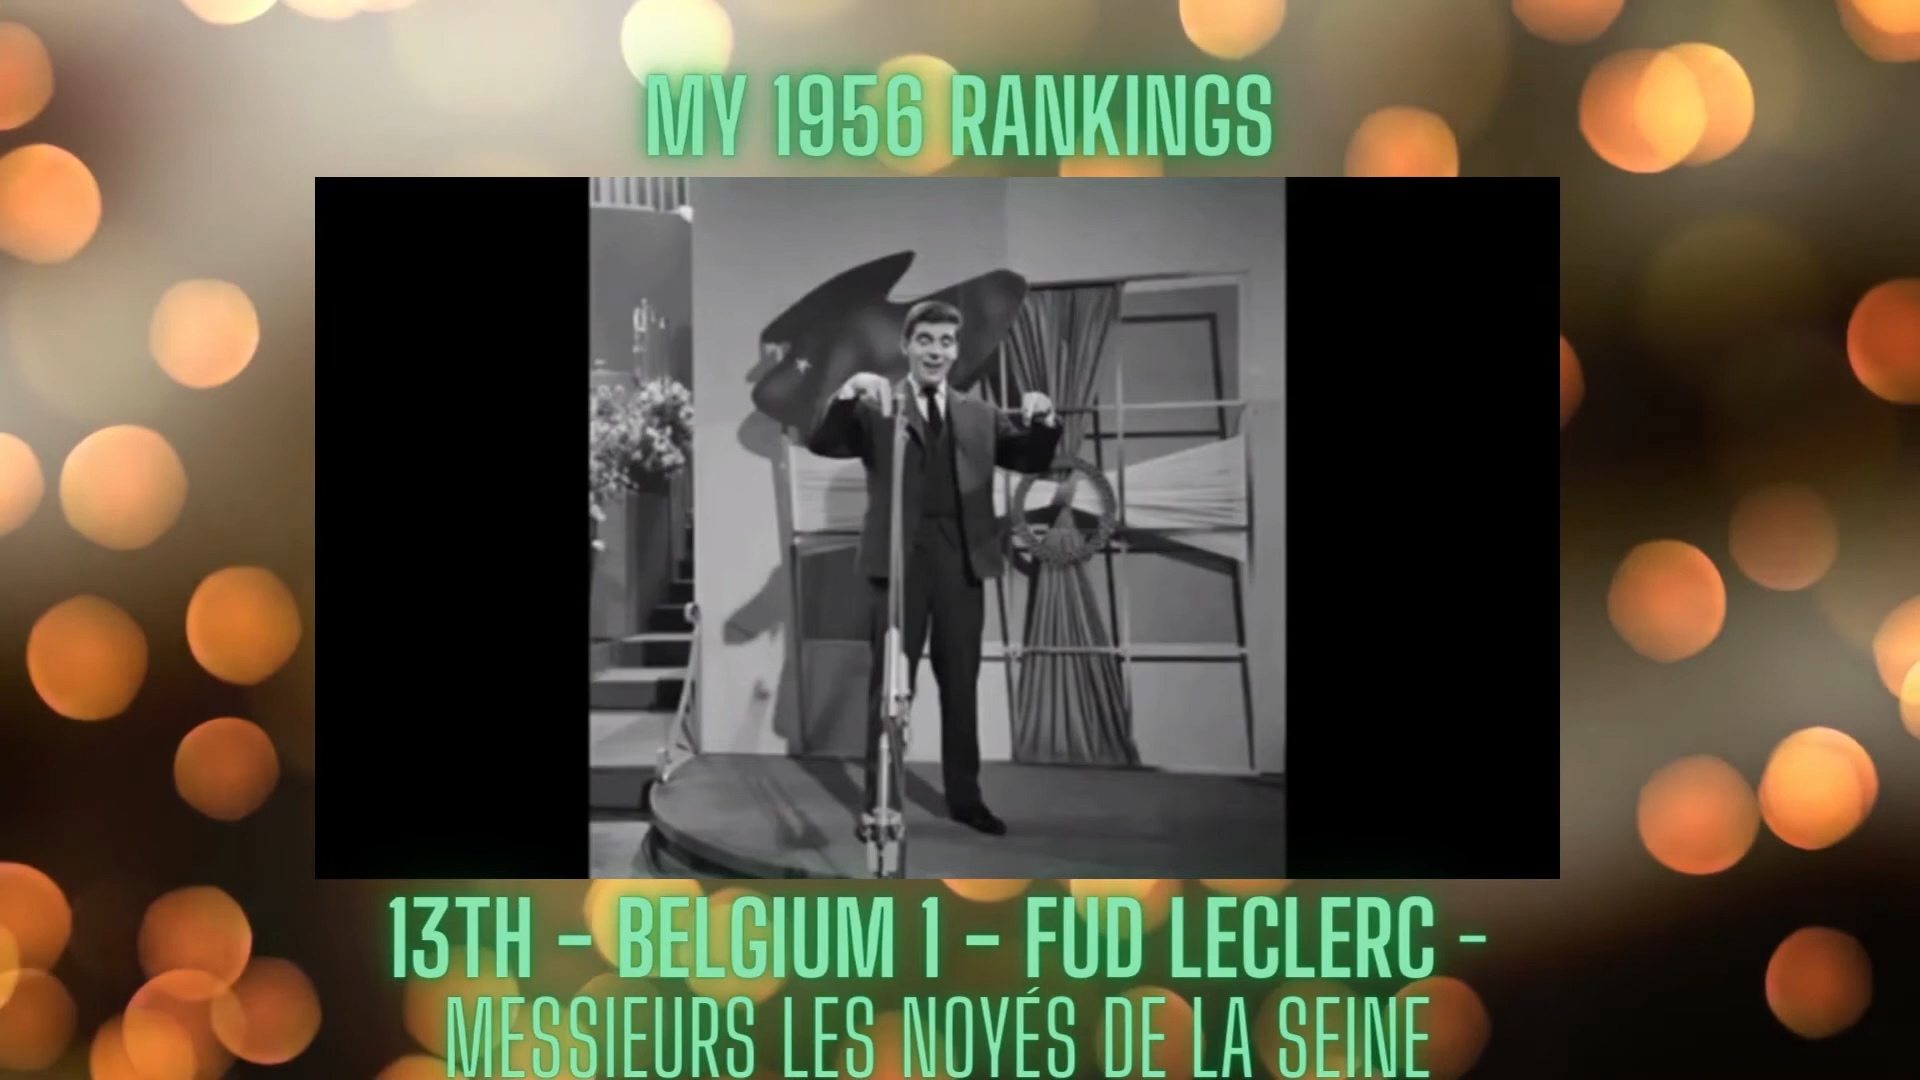 MY 1956 RANKINGS
13TH - BELGIUM 1 - FUD LECLERC -
MESSIEURS LES NOYÉS DE LA SEINE